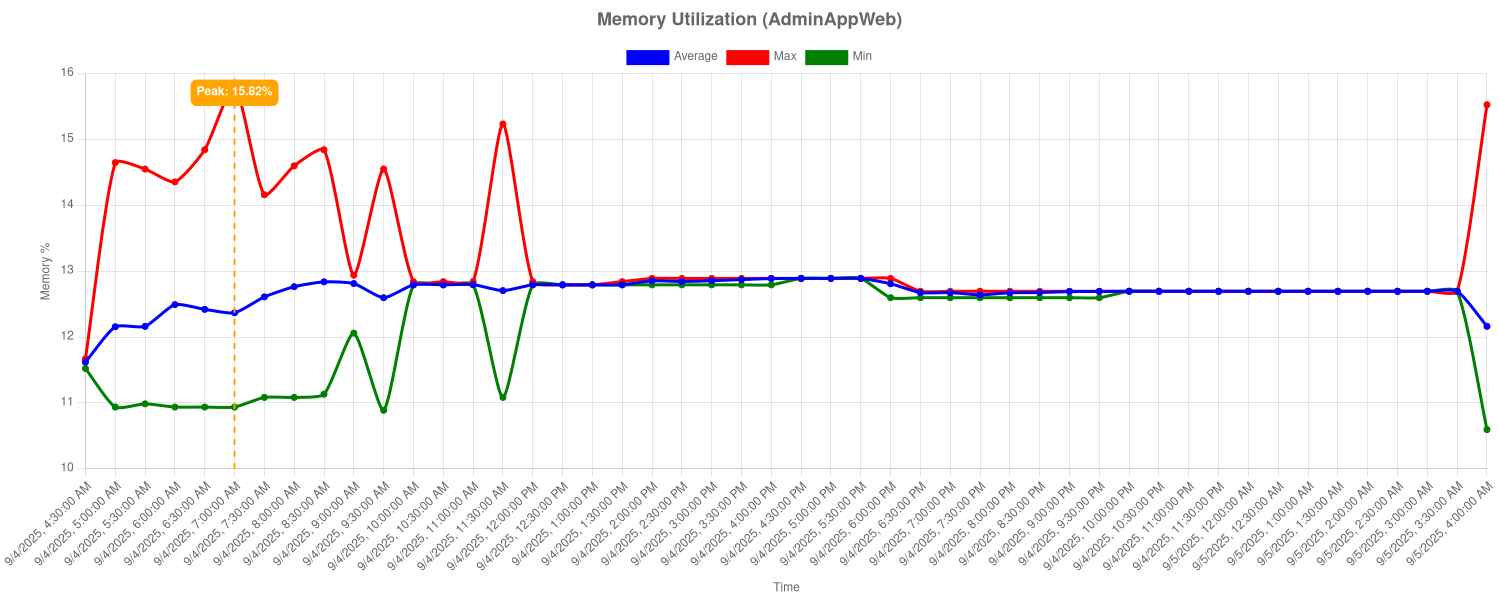 Memory Utilization (AdminAppWeb)
Average Max Min
16
Peak: 15.82%
15
14
13
12
11
10
Memory %
9/4/2025, 4:30:00 AM
9/4/2025, 5:00:00 AM
9/4/2025, 5:30:00 AM
9/4/2025, 6:00:00 AM
9/4/2025, 6:30:00 AM
9/4/2025, 7:00:00 AM
9/4/2025, 7:30:00 AM
9/4/2025, 8:00:00 AM
9/4/2025, 8:30:00 AM
9/4/2025, 9:00:00 AM
9/4/2025, 9:30:00 AM
9/4/2025, 10:00:00 AM
9/4/2025, 10:30:00 AM
9/4/2025, 11:00:00 AM
9/4/2025, 11:30:00 AM
9/4/2025, 12:00:00 PM
9/4/2025, 12:30:00 PM
9/4/2025, 1:00:00 PM
9/4/2025, 1:30:00 PM
9/4/2025, 2:00:00 PM
9/4/2025, 2:30:00 PM
9/4/2025, 3:00:00 PM
9/4/2025, 3:30:00 PM
9/4/2025, 4:00:00 PM
9/4/2025, 4:30:00 PM
9/4/2025, 5:00:00 PM
9/4/2025, 5:30:00 PM
9/4/2025, 6:00:00 PM
9/4/2025, 6:30:00 PM
9/4/2025, 7:00:00 PM
9/4/2025, 7:30:00 PM
9/4/2025, 8:00:00 PM
9/4/2025, 8:30:00 PM
9/4/2025, 9:00:00 PM
9/4/2025, 9:30:00 PM
9/4/2025, 10:00:00 PM
9/4/2025, 10:30:00 PM
9/4/2025, 11:00:00 PM
9/4/2025, 11:30:00 PM
9/5/2025, 12:00:00 AM
9/5/2025, 12:30:00 AM
9/5/2025, 1:00:00 AM
9/5/2025, 1:30:00 AM
9/5/2025, 2:00:00 AM
9/5/2025, 2:30:00 AM
9/5/2025, 3:00:00 AM
9/5/2025, 3:30:00 AM
9/5/2025, 4:00:00 AM
Time